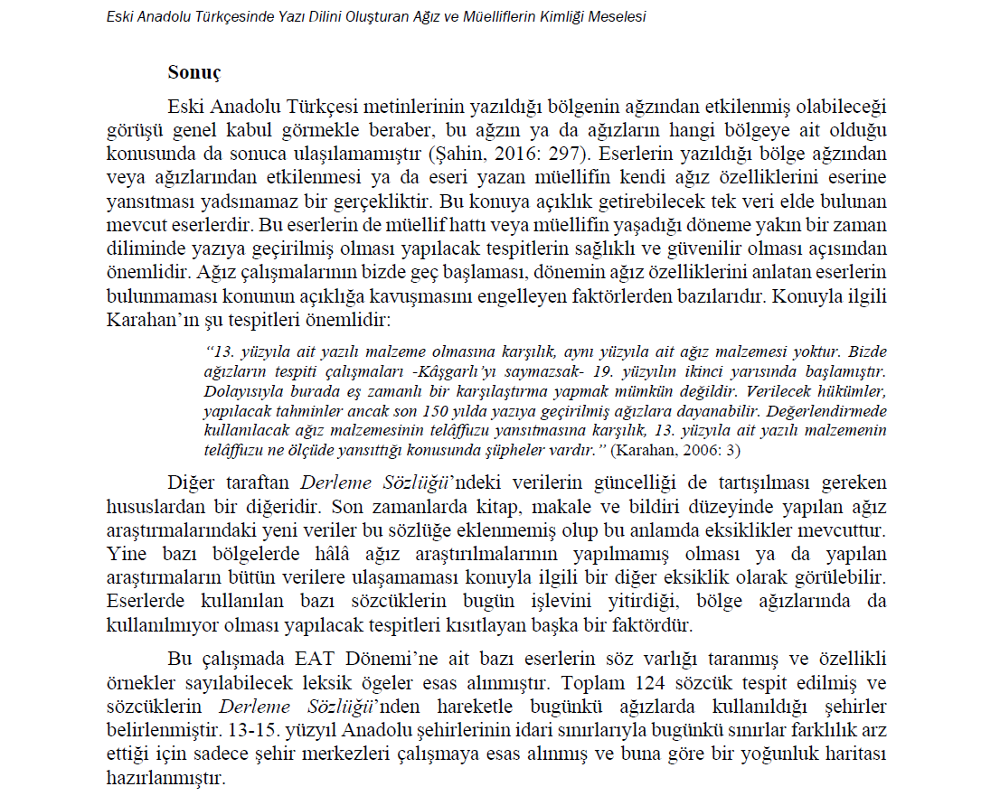 Eski Anadolu Türkçesinde Yazı Dilini Oluşturan Ağız ve Müelliflerin Kimliği Meselesi
Sonuç
Eski Anadolu Türkçesi metinlerinin yazıldığı bölgenin ağzından etkilenmiş olabileceği
görüşü genel kabul görmekle beraber, bu ağzın ya da ağızların hangi bölgeye ait olduğu
konusunda da sonuca ulaşılamamıştır (Şahin, 2016: 297). Eserlerin yazıldığı bölge ağzından
veya ağızlarından etkilenmesi ya da eseri yazan müellifin kendi ağız özelliklerini eserine
yansıtması yadsınamaz bir gerçekliktir. Bu konuya açıklık getirebilecek tek veri elde bulunan
mevcut eserlerdir. Bu eserlerin de müellif hattı veya müellifin yaşadığı döneme yakın bir zaman
diliminde yazıya geçirilmiş olması yapılacak tespitlerin sağlıklı ve güvenilir olması açısından
önemlidir. Ağız çalışmalarının bizde geç başlaması, dönemin ağız özelliklerini anlatan eserlerin
bulunmaması konunun açıklığa kavuşmasını engelleyen faktörlerden bazılarıdır. Konuyla ilgili
Karahan’ın şu tespitleri önemlidir:
“13. yüzyıla ait yazılı malzeme olmasına karşılık, aynı yüzyıla ait ağız malzemesi yoktur. Bizde
ağızların tespiti çalışmaları -Kâşgarlı’yı saymazsak- 19. yüzyılın ikinci yarısında başlamıştır.
Dolayısıyla burada eş zamanlı bir karşılaştırma yapmak mümkün değildir. Verilecek hükümler,
yapılacak tahminler ancak son 150 yılda yazıya geçirilmiş ağızlara dayanabilir. Değerlendirmede
kullanılacak ağız malzemesinin telâffuzu yansıtmasına karşılık, 13. yüzyıla ait yazılı malzemenin
telâffuzu ne ölçüde yansıttığı konusunda şüpheler vardır.” (Karahan, 2006: 3)
Diğer taraftan Derleme Sözlüğü’ndeki verilerin güncelliği de tartışılması gereken
hususlardan bir diğeridir. Son zamanlarda kitap, makale ve bildiri düzeyinde yapılan ağız
araştırmalarındaki yeni veriler bu sözlüğe eklenmemiş olup bu anlamda eksiklikler mevcuttur.
Yine bazı bölgelerde hâlâ ağız araştırılmalarının yapılmamış olması ya da yapılan
araştırmaların bütün verilere ulaşamaması konuyla ilgili bir diğer eksiklik olarak görülebilir.
Eserlerde kullanılan bazı sözcüklerin bugün işlevini yitirdiği, bölge ağızlarında da
kullanılmıyor olması yapılacak tespitleri kısıtlayan başka bir faktördür.
Bu çalışmada EAT Dönemi’ne ait bazı eserlerin söz varlığı taranmış ve özellikli
örnekler sayılabilecek leksik ögeler esas alınmıştır. Toplam 124 sözcük tespit edilmiş ve
sözcüklerin Derleme Sözlüğü’nden hareketle bugünkü ağızlarda kullanıldığı şehirler
belirlenmiştir. 13-15. yüzyıl Anadolu şehirlerinin idari sınırlarıyla bugünkü sınırlar farklılık arz
ettiği için sadece şehir merkezleri çalışmaya esas alınmış ve buna göre bir yoğunluk haritası
hazırlanmıştır.